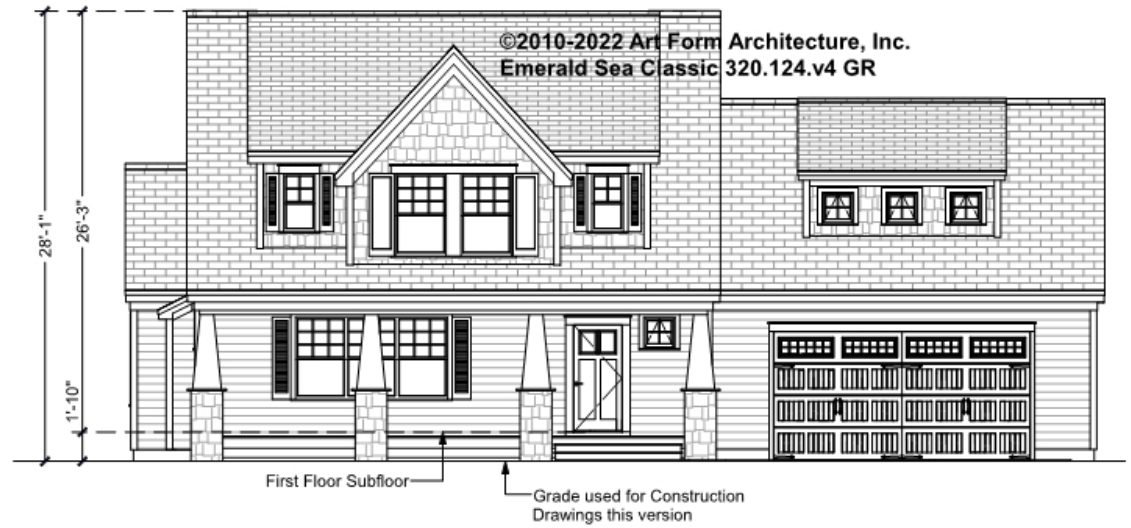 ©2010-2022 Art Form Architecture, Inc.
Emerald Sea Classic 320.124.v4 GR
28'-1"
26'-3"
1'-10"
First Floor Subfloor
Grade used for Construction
Drawings this version